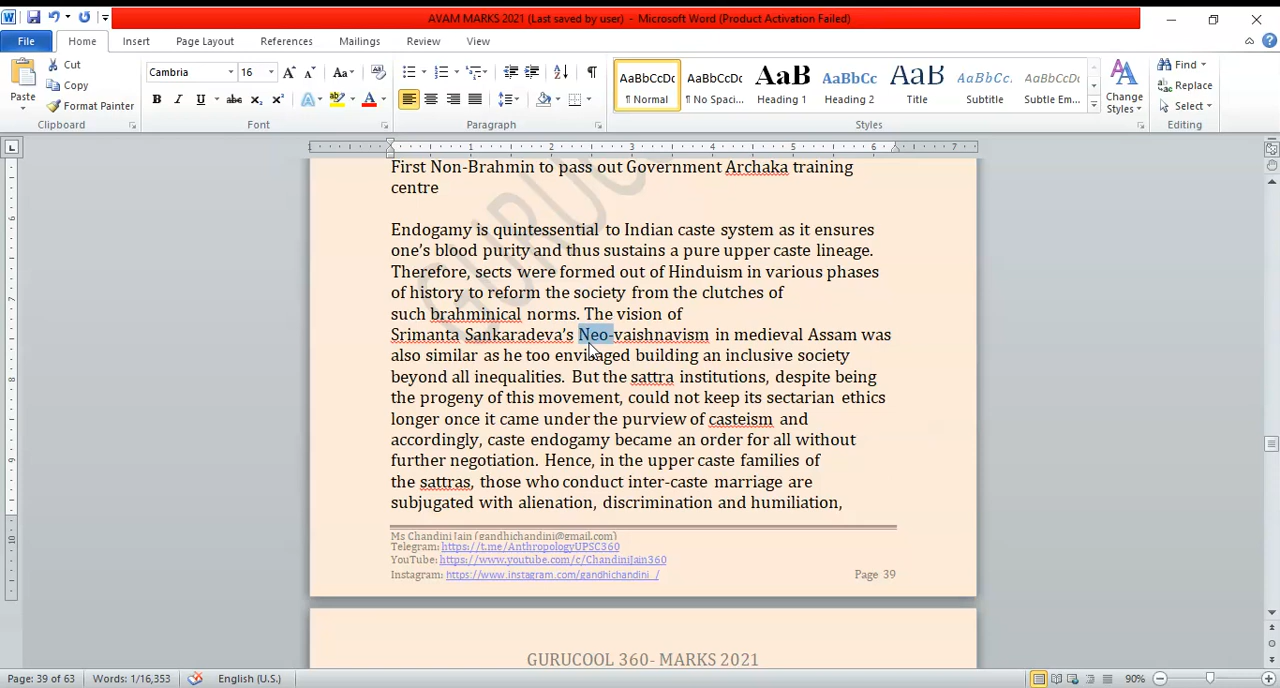 AVAM MARKS 2021 (Last saved by user) - Microsoft Word (Product Activation Failed)
File Home Insert Page Layout References Mailings Review View
Cut
Copy
Format Painter
Paste
Clipboard
Cambria 16
Font
Paragraph
AaBbCcDc AaBbCcDc AaB AaBbCc AaB AaBbCc. AaBbCcDc
¶ Normal ¶ No Spaci... Heading 1 Heading 2 Title Subtitle Subtle Em...
Styles
Change Styles
Find
Replace
Select
Editing
First Non-Brahmin to pass out Government Archaka training
centre
Endogamy is quintessential to Indian caste system as it ensures
one’s blood purity and thus sustains a pure upper caste lineage.
Therefore, sects were formed out of Hinduism in various phases
of history to reform the society from the clutches of
such brahminical norms. The vision of
Srimanta Sankaradeva’s Neo-vaishnavism in medieval Assam was
also similar as he too envisaged building an inclusive society
beyond all inequalities. But the sattra institutions, despite being
the progeny of this movement, could not keep its sectarian ethics
longer once it came under the purview of casteism and
accordingly, caste endogamy became an order for all without
further negotiation. Hence, in the upper caste families of
the sattras, those who conduct inter-caste marriage are
subjugated with alienation, discrimination and humiliation,
Ms Chandini Jain (gandhichandini@gmail.com)
Telegram: https://t.me/AnthropologyUPSC360
YouTube: https://www.youtube.com/c/ChandiniJain360
Instagram: https://www.instagram.com/gandhichandini_/ Page 39
GURUCOOL 360- MARKS 2021
Page: 39 of 63 Words: 1/16,353 English (U.S.) 90%